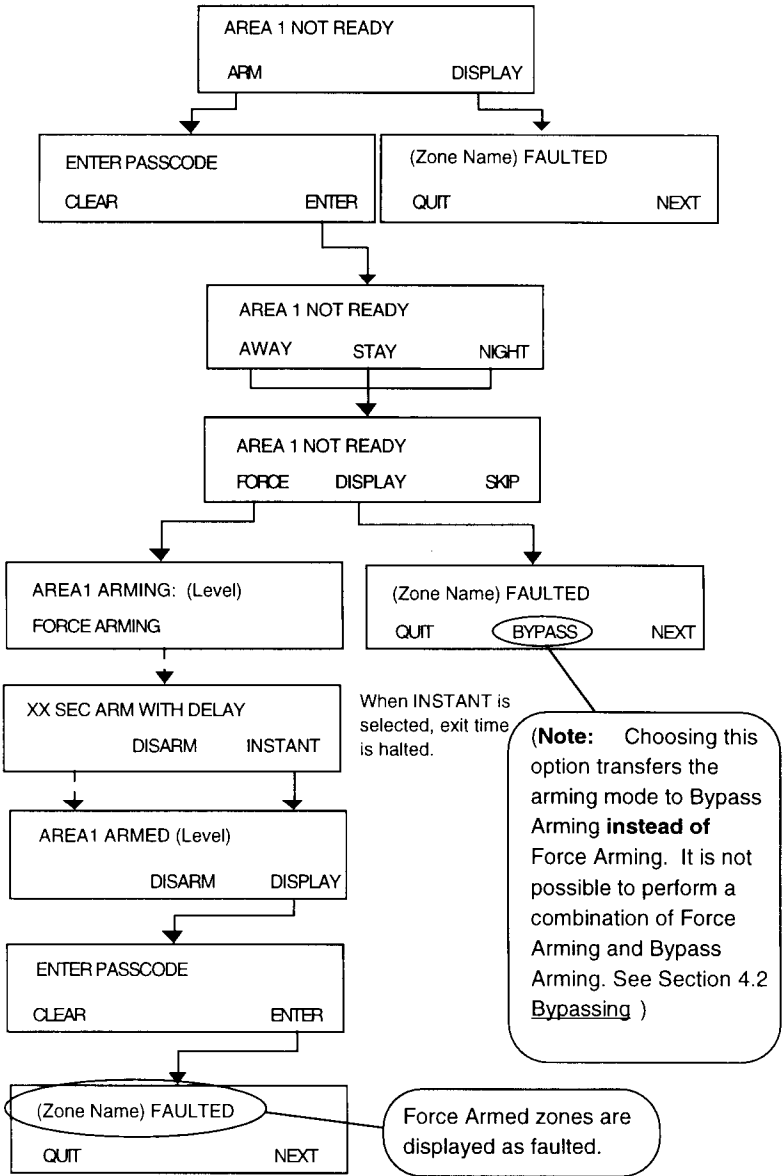 AREA 1 NOT READY
ARM DISPLAY
ENTER PASSCODE
CLEAR ENTER
(Zone Name) FAULTED
QUIT NEXT
AREA 1 NOT READY
AWAY STAY NIGHT
AREA 1 NOT READY
FORCE DISPLAY SKIP
AREA1 ARMING: (Level)
FORCE ARMING
(Zone Name) FAULTED
QUIT BYPASS NEXT
XX SEC ARM WITH DELAY
DISARM INSTANT
When INSTANT is
selected, exit time
is halted.
(Note: Choosing this
option transfers the
arming mode to Bypass
Arming instead of
Force Arming. It is not
possible to perform a
combination of Force
Arming and Bypass
Arming. See Section 4.2
Bypassing )
AREA1 ARMED (Level)
DISARM DISPLAY
ENTER PASSCODE
CLEAR ENTER
(Zone Name) FAULTED
QUIT NEXT
Force Armed zones are
displayed as faulted.